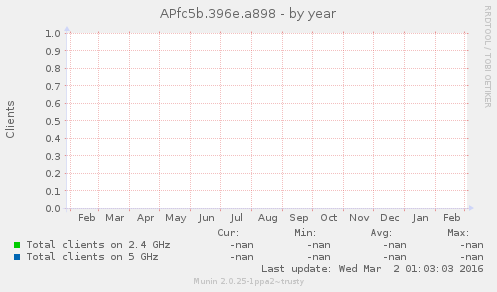 APfc5b.396e.a898 - by year
RRDTOOL / TOBI OETIKER
Clients
1.0
0.9
0.8
0.7
0.6
0.5
0.4
0.3
0.2
0.1
0.0
Feb Mar Apr May Jun Jul Aug Sep Oct Nov Dec Jan Feb
Cur: Min: Avg: Max:
Total clients on 2.4 GHz -nan -nan -nan -nan
Total clients on 5 GHz -nan -nan -nan -nan
Last update: Wed Mar 2 01:03:03 2016
Munin 2.0.25-1ppa2~trusty